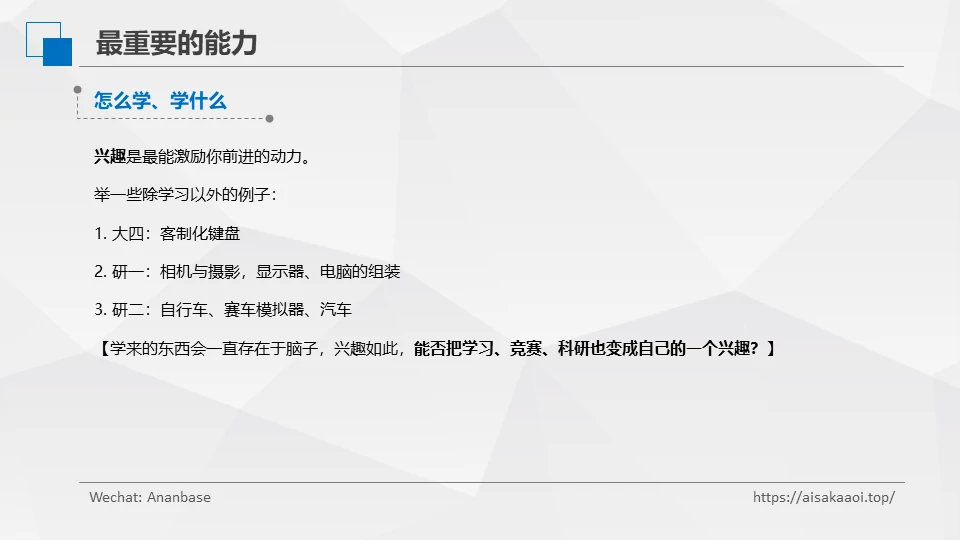 最重要的能力
怎么学、学什么
兴趣是最能激励你前进的动力。
举一些除学习以外的例子：
1. 大四：客制化键盘
2. 研一：相机与摄影，显示器、电脑的组装
3. 研二：自行车、赛车模拟器、汽车
【学来的东西会一直存在于脑子，兴趣如此，能否把学习、竞赛、科研也变成自己的一个兴趣？】
Wechat: Ananbase
https://aisakaaoi.top/